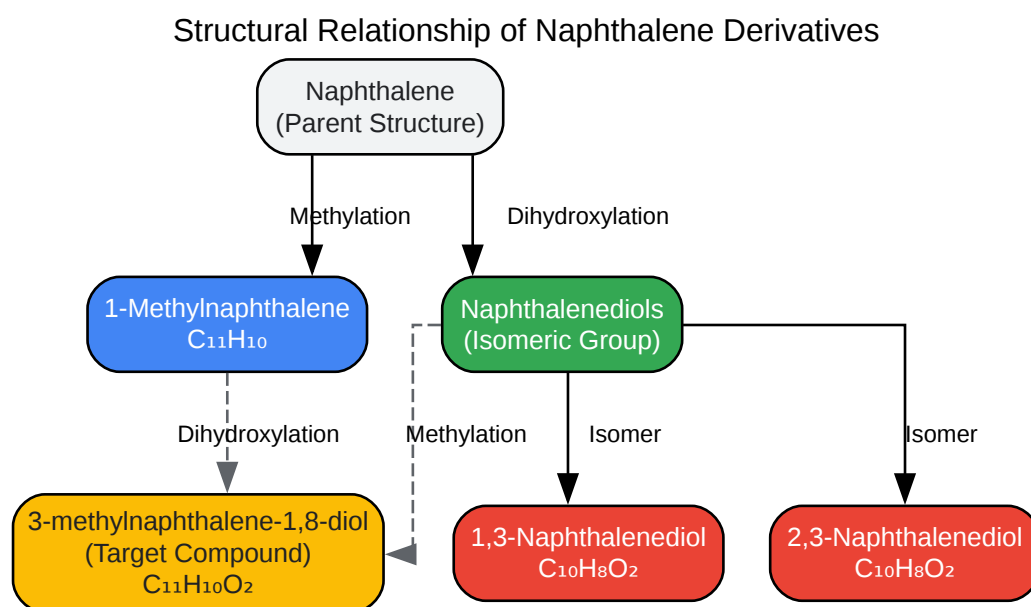 Structural Relationship of Naphthalene Derivatives
Naphthalene
(Parent Structure)
Methylation
Dihydroxylation
1-Methylnaphthalene
C₁₁H₁₀
Naphthalenediols
(Isomeric Group)
Dihydroxylation
Methylation
Isomer
Isomer
3-methylnaphthalene-1,8-diol
(Target Compound)
C₁₁H₁₀O₂
1,3-Naphthalenediol
C₁₀H₈O₂
2,3-Naphthalenediol
C₁₀H₈O₂